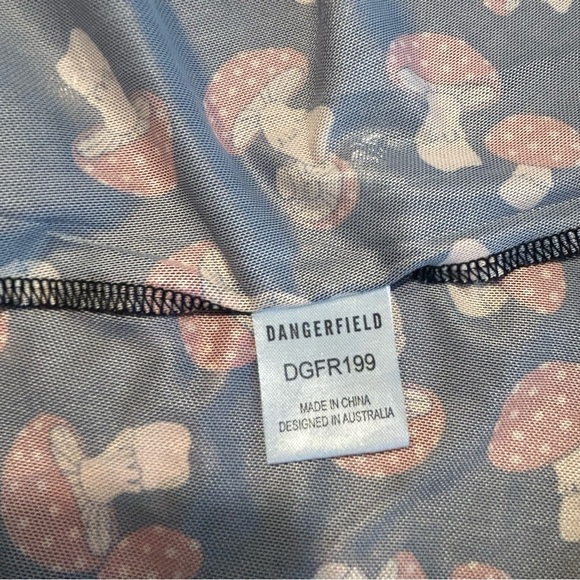 DANGERFIELD
DGFR199
MADE IN CHINA
DESIGNED IN AUSTRALIA